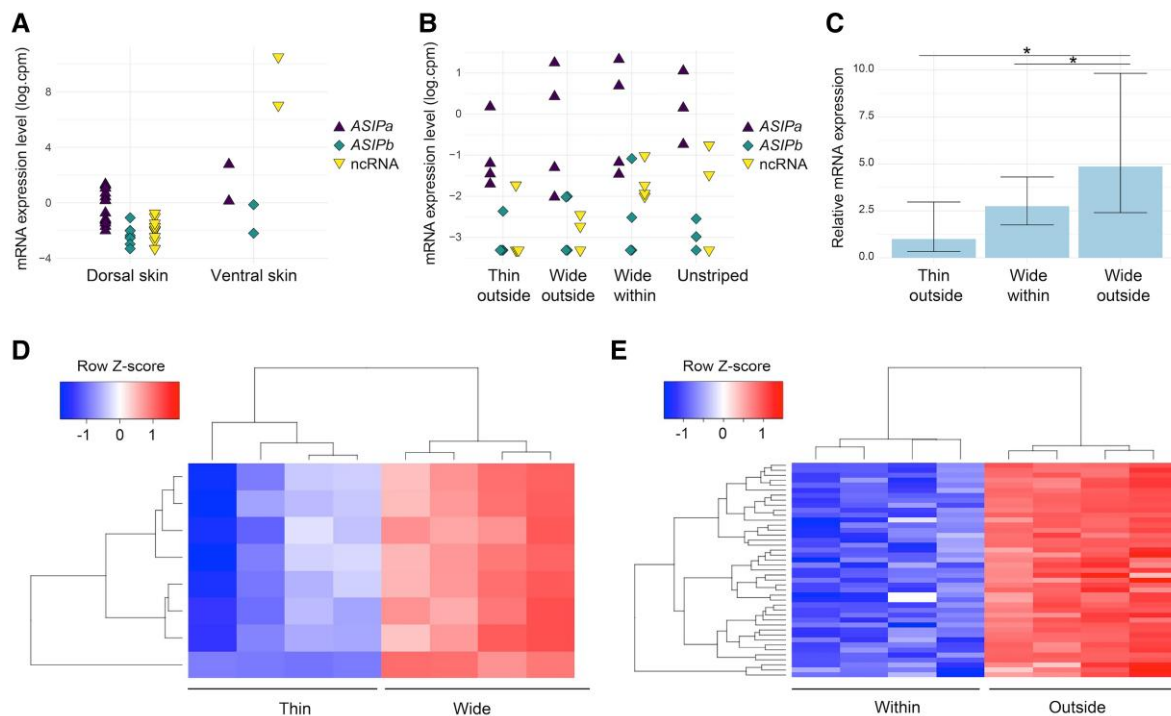 A
mRNA expression level (log.cpm)
8
4
0
−4
Dorsal skin
Ventral skin
ASIPa
ASIPb
ncRNA
B
mRNA expression level (log.cpm)
1
0
−1
−2
−3
Thin outside
Wide outside
Wide within
Unstriped
ASIPa
ASIPb
ncRNA
C
Relative mRNA expression
10.0
7.5
5.0
2.5
0.0
*
*
Thin outside
Wide within
Wide outside
D
Row Z-score
-1 0 1
Thin
Wide
E
Row Z-score
-1 0 1
Within
Outside